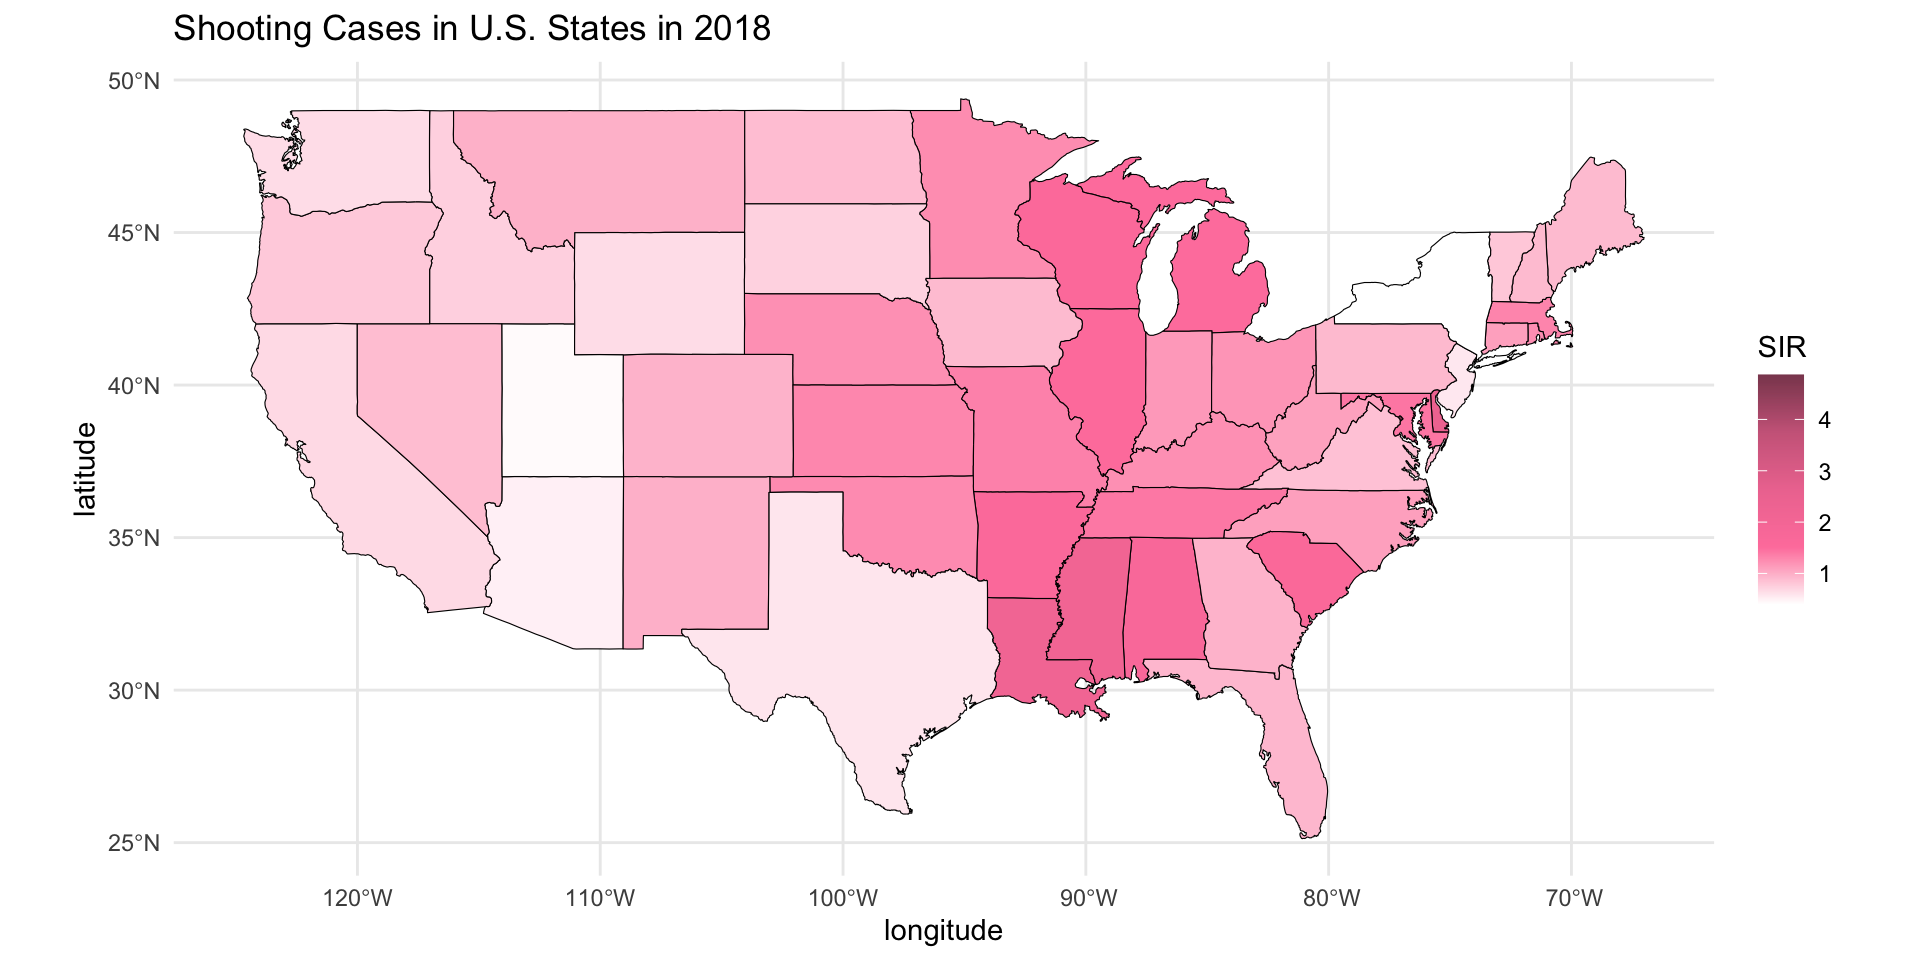 Shooting Cases in U.S. States in 2018
50°N
45°N
40°N
35°N
30°N
25°N
latitude
120°W 110°W 100°W 90°W 80°W 70°W
longitude
SIR
4
3
2
1